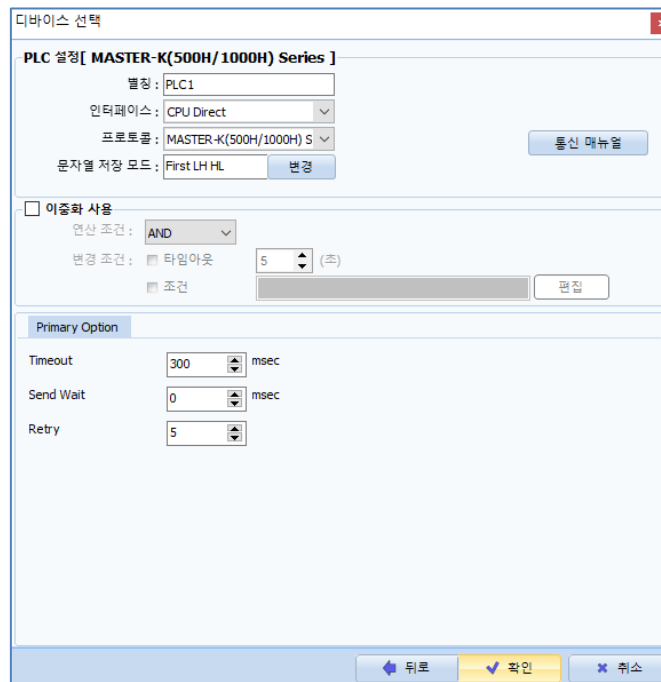 디바이스 선택
PLC 설정[ MASTER-K(500H/1000H) Series ]
별칭 : PLC1
인터페이스 : CPU Direct
프로토콜 : MASTER-K(500H/1000H) S
통신 매뉴얼
문자열 저장 모드 : First LH HL 변경
이중화 사용
연산 조건 : AND
변경 조건 : 타임아웃 5 (초)
조건 편집
Primary Option
Timeout 300 msec
Send Wait 0 msec
Retry 5
뒤로 확인 취소